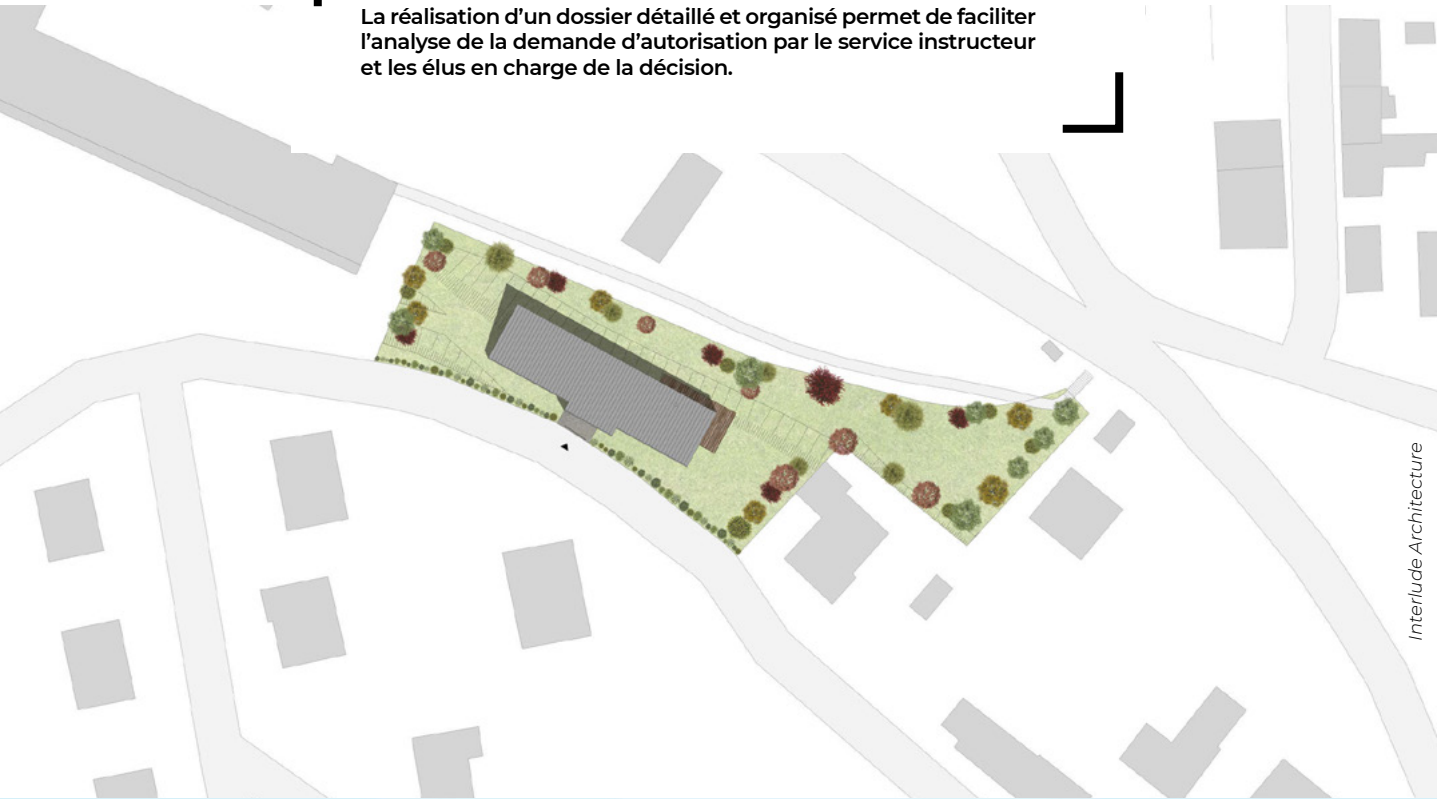 La réalisation d’un dossier détaillé et organisé permet de faciliter
l’analyse de la demande d’autorisation par le service instructeur
et les élus en charge de la décision.
Interlude Architecture